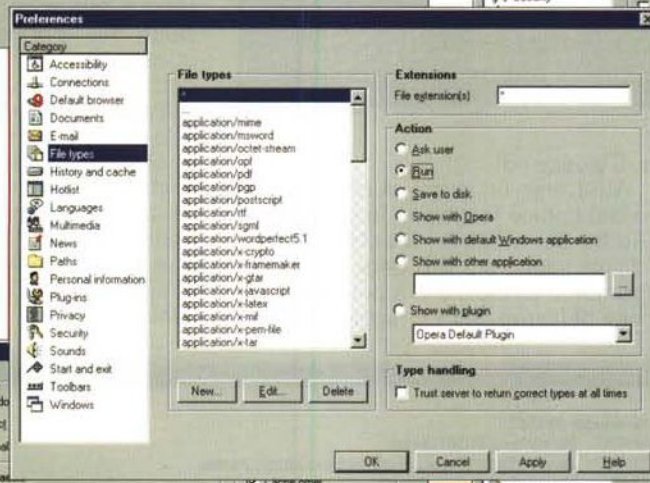 Preferences
Category
Accessibility
Connections
Default browser
Documents
E-mail
File types
History and cache
Hotlist
Languages
Multimedia
News
Paths
Personal information
Plug-ins
Privacy
Security
Sounds
Start and exit
Toolbars
Windows
File types
*
...
application/mime
application/msword
application/octet-stream
application/opf
application/pdf
application/pgp
application/postscript
application/rtf
application/sgml
application/wordperfect5.1
application/x-crypto
application/x-framemaker
application/x-gtar
application/x-javascript
application/x-latex
application/x-mif
application/x-pem-file
application/x-tar
New...
Edit...
Delete
Extensions
File extension(s)
*
Action
Ask user
Run
Save to disk
Show with Opera
Show with default Windows application
Show with other application
...
Show with plugin
Opera Default Plugin
Type handling
Trust server to return correct types at all times
OK
Cancel
Apply
Help